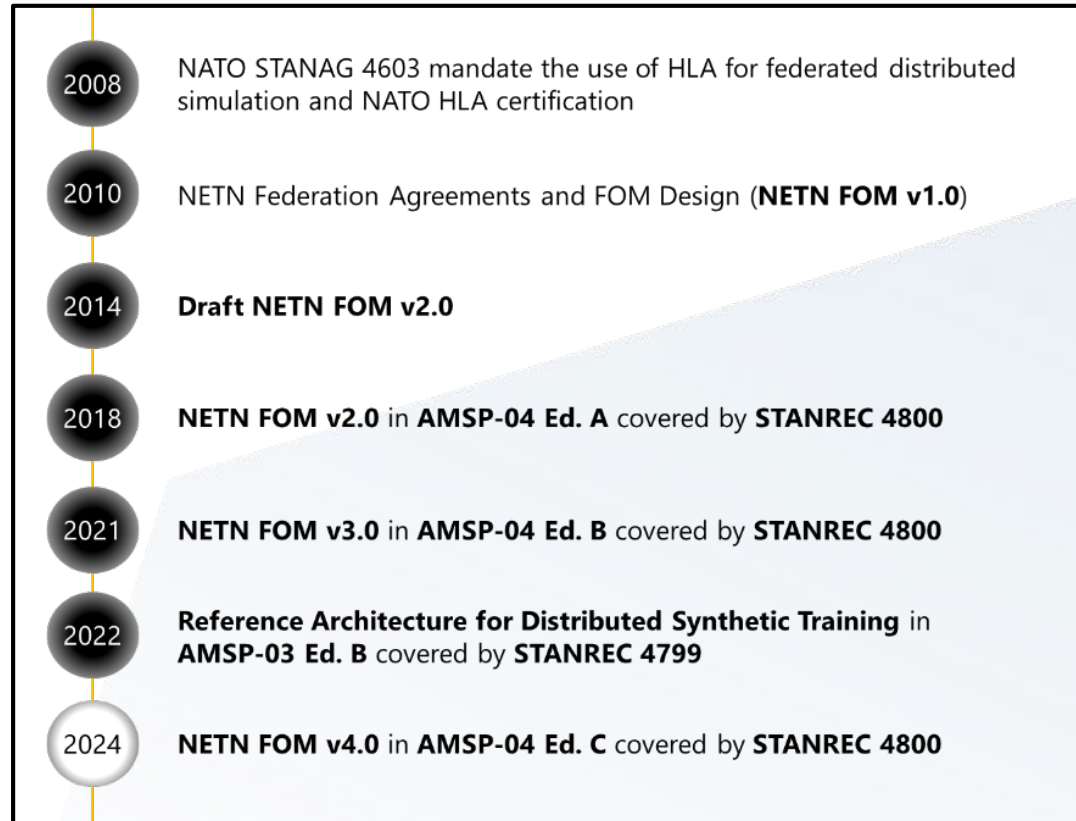 2008
NATO STANAG 4603 mandate the use of HLA for federated distributed
simulation and NATO HLA certification
2010
NETN Federation Agreements and FOM Design (NETN FOM v1.0)
2014
Draft NETN FOM v2.0
2018
NETN FOM v2.0 in AMSP-04 Ed. A covered by STANREC 4800
2021
NETN FOM v3.0 in AMSP-04 Ed. B covered by STANREC 4800
2022
Reference Architecture for Distributed Synthetic Training in
AMSP-03 Ed. B covered by STANREC 4799
2024
NETN FOM v4.0 in AMSP-04 Ed. C covered by STANREC 4800